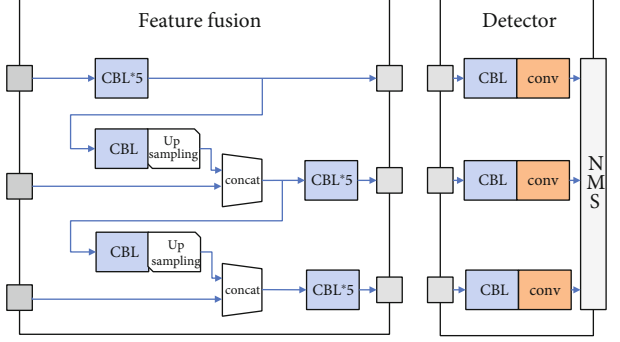 Feature fusion
Detector
CBL*5
CBL
conv
CBL
Up
sampling
concat
CBL*5
CBL
conv
N
M
S
CBL
Up
sampling
concat
CBL*5
CBL
conv